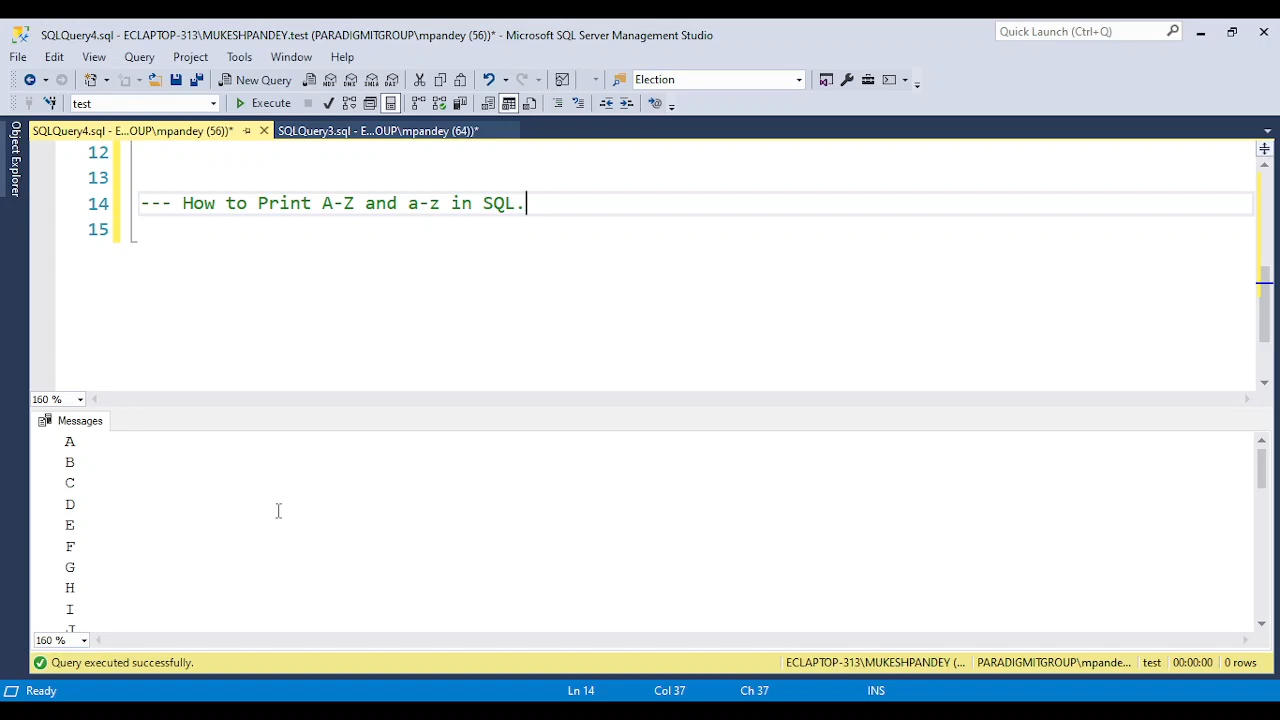 SQLQuery4.sql - ECLAPTOP-313\MUKESHPANDEY.test (PARADIGMITGROUP\mpandey (56))* - Microsoft SQL Server Management Studio
Quick Launch (Ctrl+Q)
File Edit View Query Project Tools Window Help
New Query
Election
test
Execute
SQLQuery4.sql - E...OUP\mpandey (56))*
SQLQuery3.sql - E...OUP\mpandey (64))*
Object Explorer
12
13
14 --- How to Print A-Z and a-z in SQL.
15
160 %
Messages
A
B
C
D
E
F
G
H
I
J
160 %
Query executed successfully.
ECLAPTOP-313\MUKESHPANDEY (... PARADIGMITGROUP\mpande... test 00:00:00 0 rows
Ready Ln 14 Col 37 Ch 37 INS